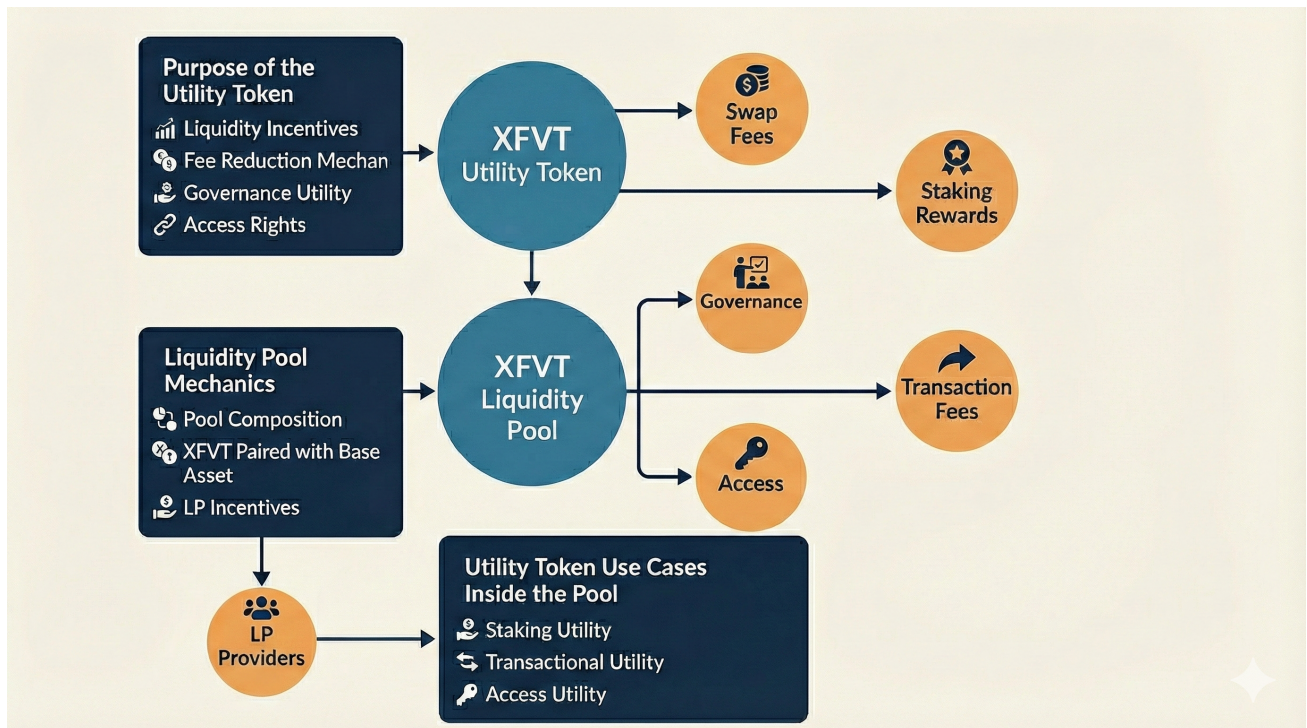 Purpose of the
Utility Token
Liquidity Incentives
Fee Reduction Mechan
Governance Utility
Access Rights
XFVT
Utility Token
Swap
Fees
Staking
Rewards
Liquidity Pool
Mechanics
Pool Composition
XFVT Paired with Base
Asset
LP Incentives
XFVT
Liquidity
Pool
Governance
Transaction
Fees
Access
LP
Providers
Utility Token Use Cases
Inside the Pool
Staking Utility
Transactional Utility
Access Utility